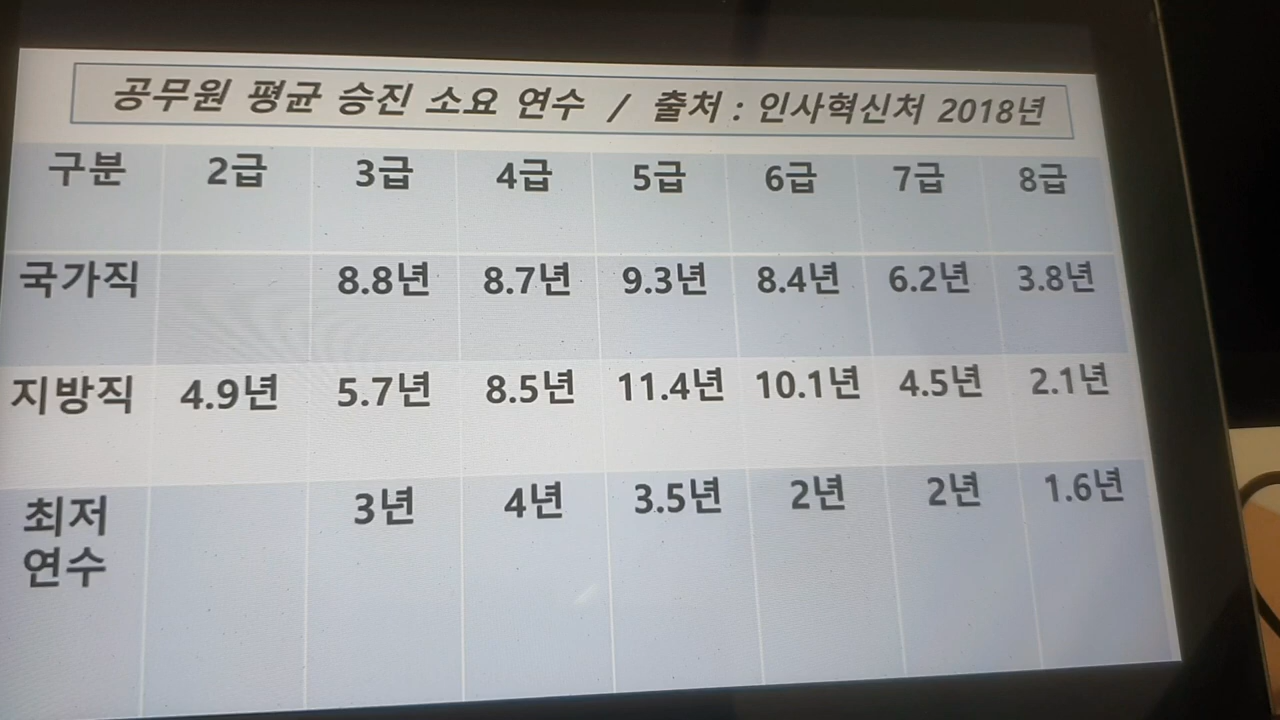 공무원 평균 승진 소요 연수 / 출처 : 인사혁신처 2018년
구분 2급 3급 4급 5급 6급 7급 8급
국가직 8.8년 8.7년 9.3년 8.4년 6.2년 3.8년
지방직 4.9년 5.7년 8.5년 11.4년 10.1년 4.5년 2.1년
최저 3년 4년 3.5년 2년 2년 1.6년
연수